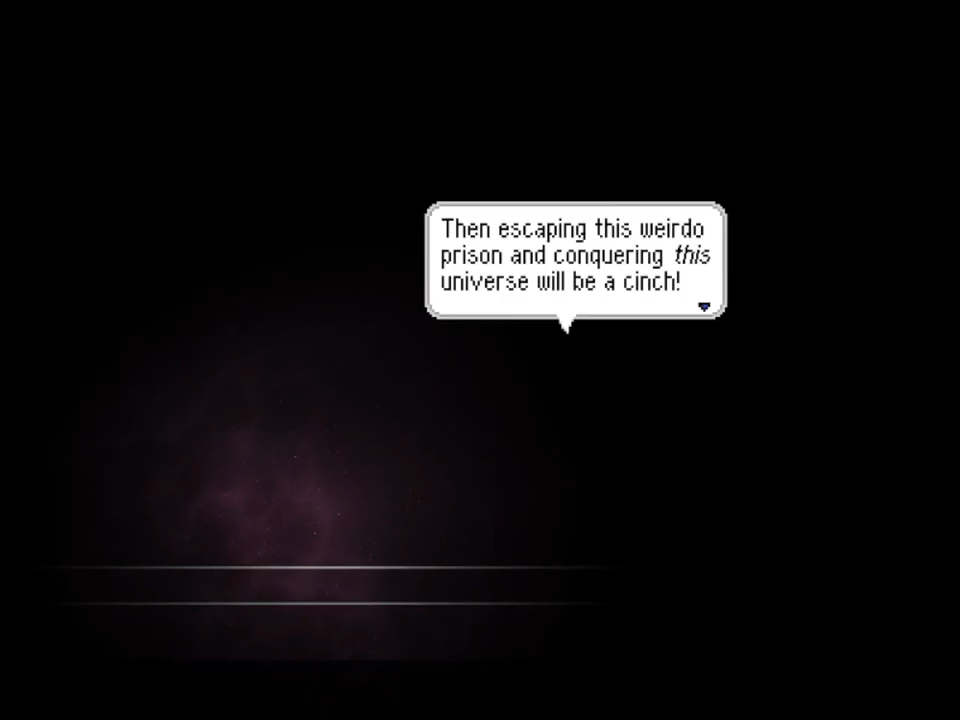 Then escaping this weirdo
prison and conquering this
universe will be a cinch!